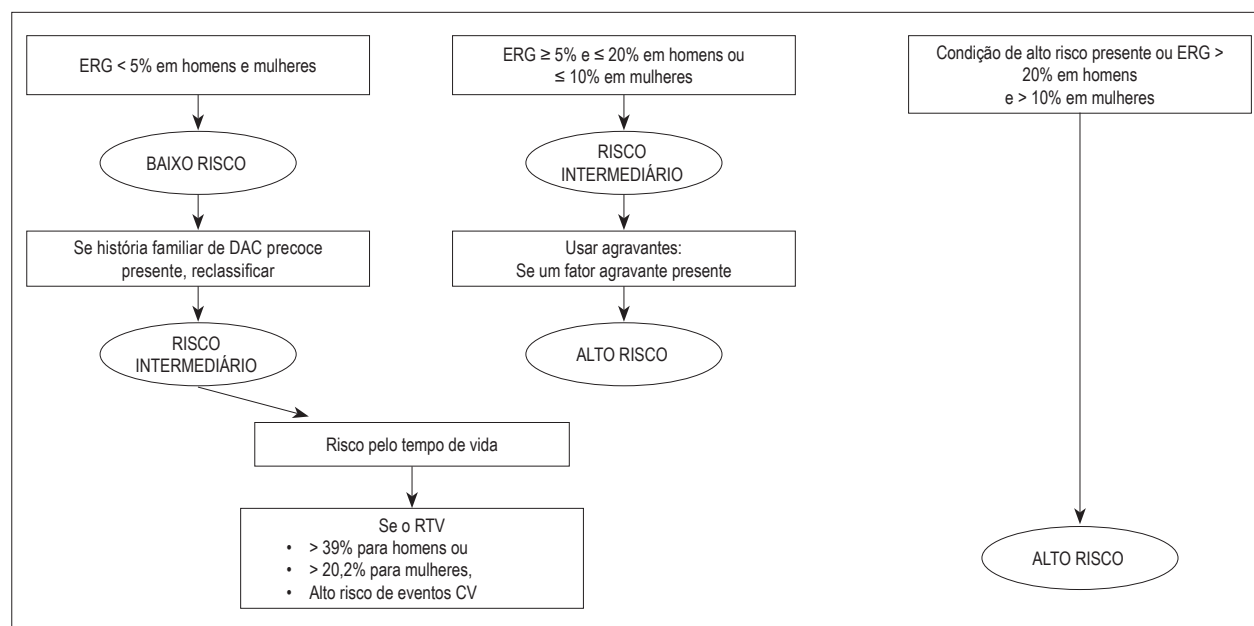 ERG < 5% em homens e mulheres
BAIXO RISCO
Se história familiar de DAC precoce
presente, reclassificar
RISCO
INTERMEDIÁRIO
Risco pelo tempo de vida
Se o RTV
• > 39% para homens ou
• > 20,2% para mulheres,
• Alto risco de eventos CV
ERG ≥ 5% e ≤ 20% em homens ou
≤ 10% em mulheres
RISCO
INTERMEDIÁRIO
Usar agravantes:
Se um fator agravante presente
ALTO RISCO
Condição de alto risco presente ou ERG >
20% em homens
e > 10% em mulheres
ALTO RISCO